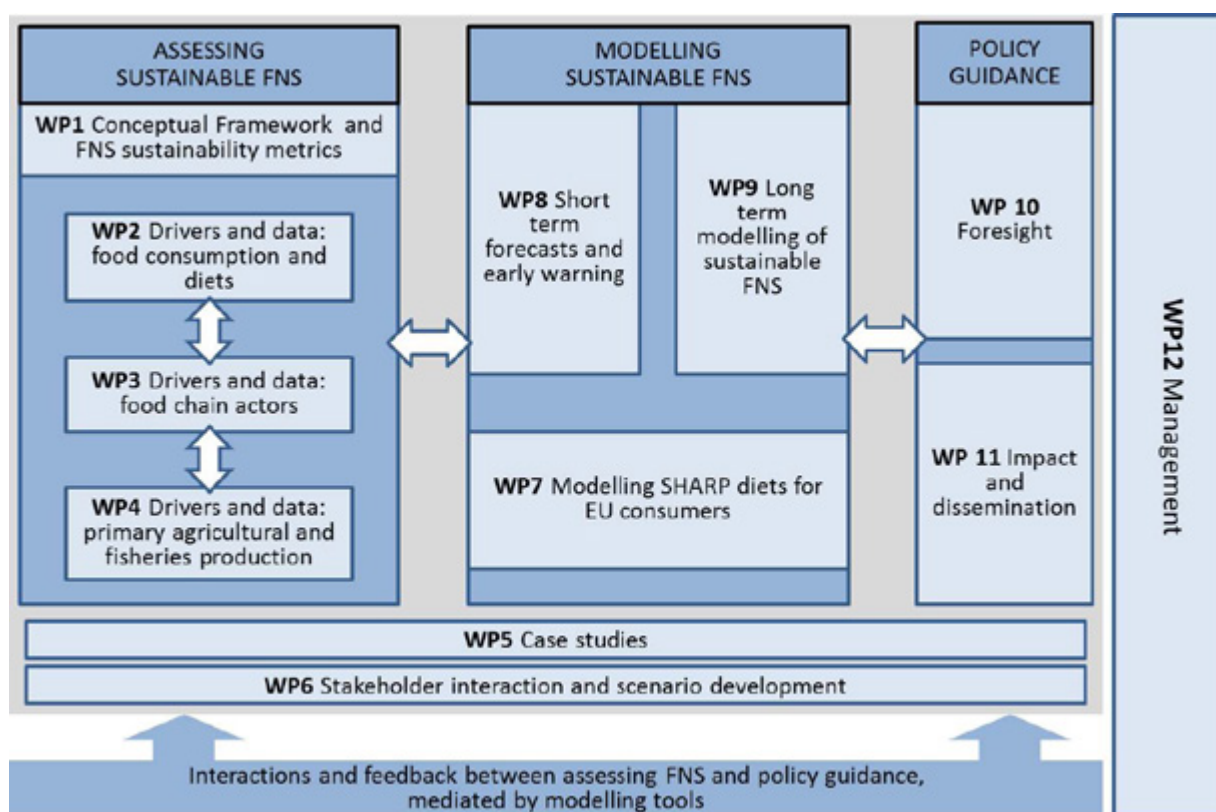 ASSESSING
SUSTAINABLE FNS
WP1 Conceptual Framework and
FNS sustainability metrics
WP2 Drivers and data:
food consumption and
diets
WP3 Drivers and data:
food chain actors
WP4 Drivers and data:
primary agricultural and
fisheries production
MODELLING
SUSTAINABLE FNS
WP8 Short
term
forecasts and
early warning
WP9 Long
term
modelling of
sustainable
FNS
WP7 Modelling SHARP diets for
EU consumers
POLICY
GUIDANCE
WP 10
Foresight
WP 11 Impact
and
dissemination
WP5 Case studies
WP6 Stakeholder interaction and scenario development
Interactions and feedback between assessing FNS and policy guidance,
mediated by modelling tools
WP12 Management